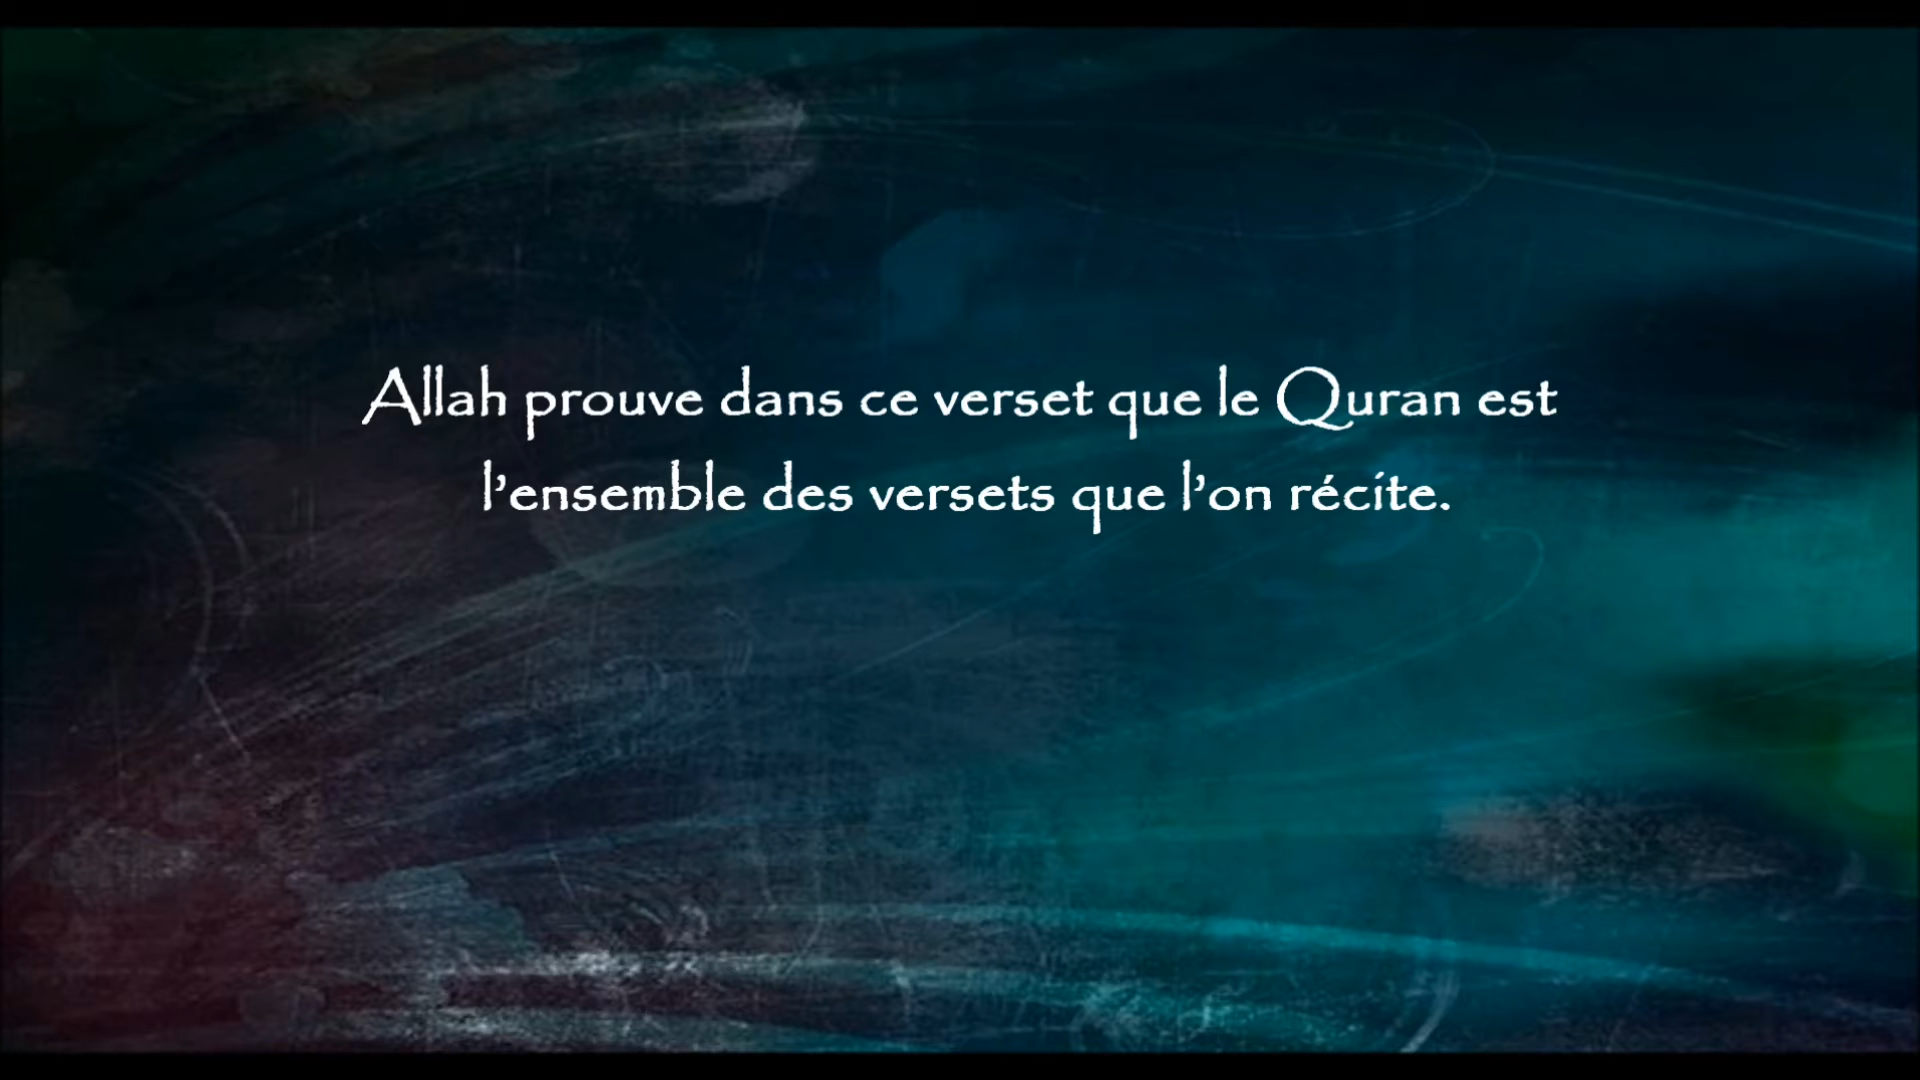 Allah prouve dans ce verset que le Quran est
l’ensemble des versets que l’on récite.